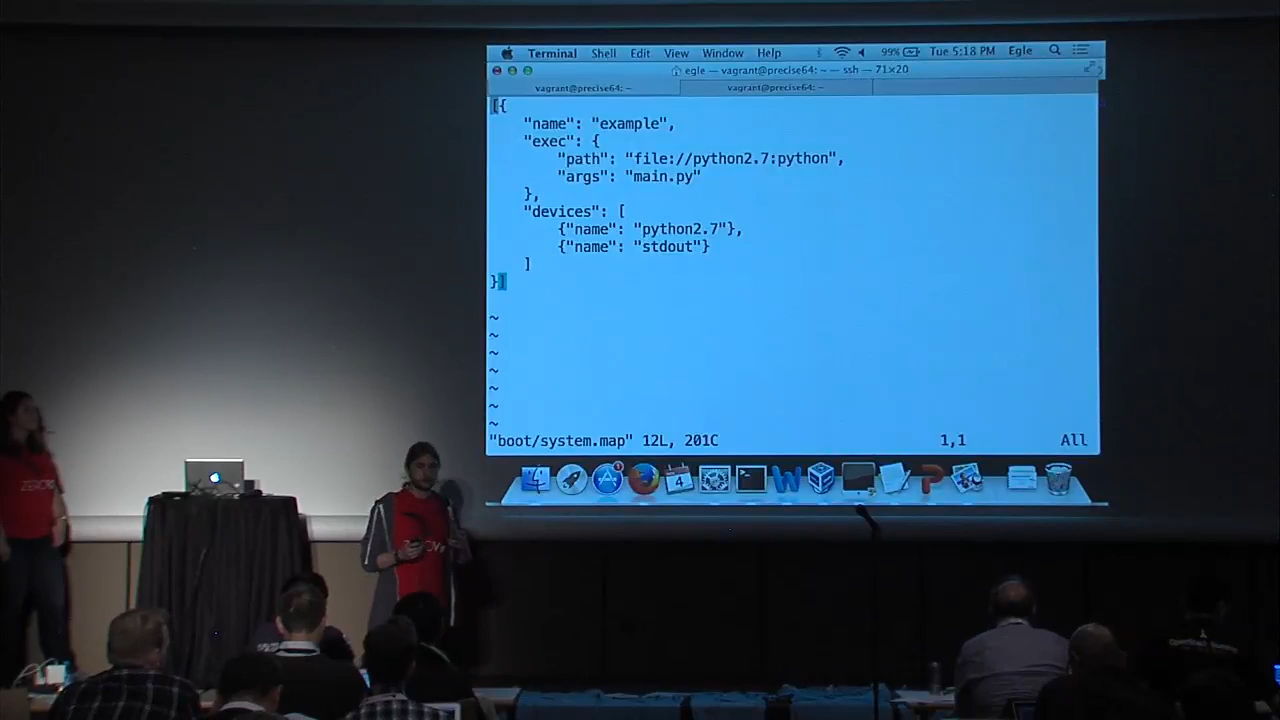 Terminal Shell Edit View Window Help 99% Tue 5:18 PM Egle
egle — vagrant@precise64: ~ — ssh — 71×20
vagrant@precise64: ~ vagrant@precise64: ~
[{
"name": "example",
"exec": {
"path": "file://python2.7:python",
"args": "main.py"
},
"devices": [
{"name": "python2.7"},
{"name": "stdout"}
]
}]
~
~
~
~
~
~
~
"boot/system.map" 12L, 201C 1,1 All
4